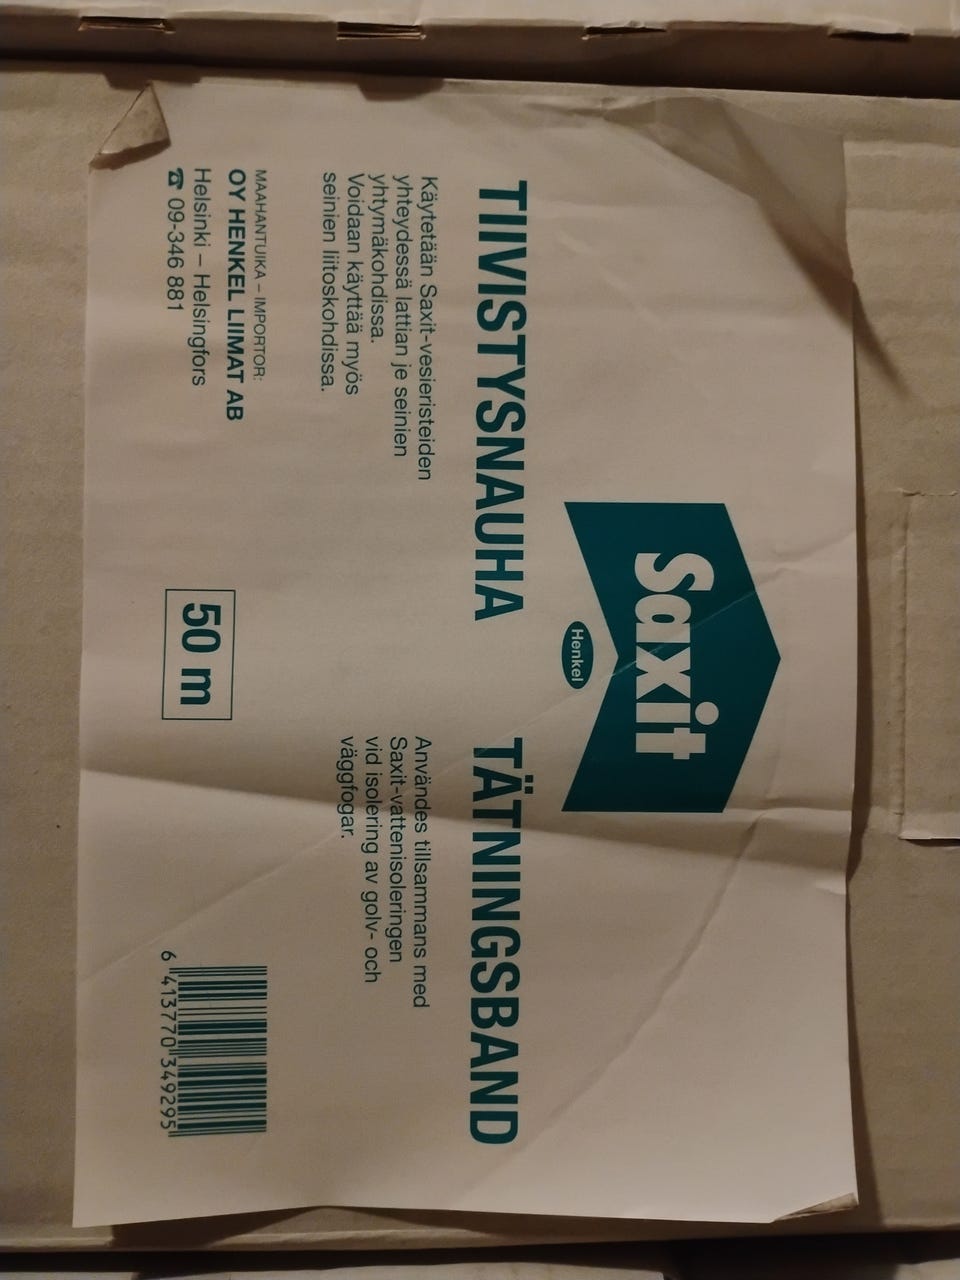 Saxit
Henkel
TIIVISTYSNAUHA
Käytetään Saxit-vesieristeiden
yhteydessä lattian je seinien
yhtymäkohdissa.
Voidaan käyttää myös
seinien liitoskohdissa.
TÄTNINGSBAND
Användes tillsammans med
Saxit-vattenisoleringen
vid isolering av golv- och
väggfogar.
MAAHANTUIKA – IMPORTOR:
OY HENKEL LIIMAT AB
Helsinki – Helsingfors
☎ 09-346 881
50 m
6 413770 349295